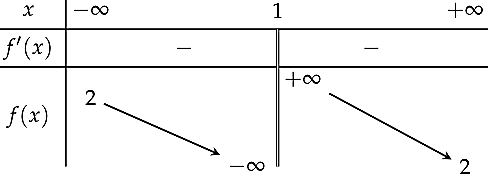 x −∞ 1 +∞
f′(x) − −
+∞
2
f(x)
−∞ 2